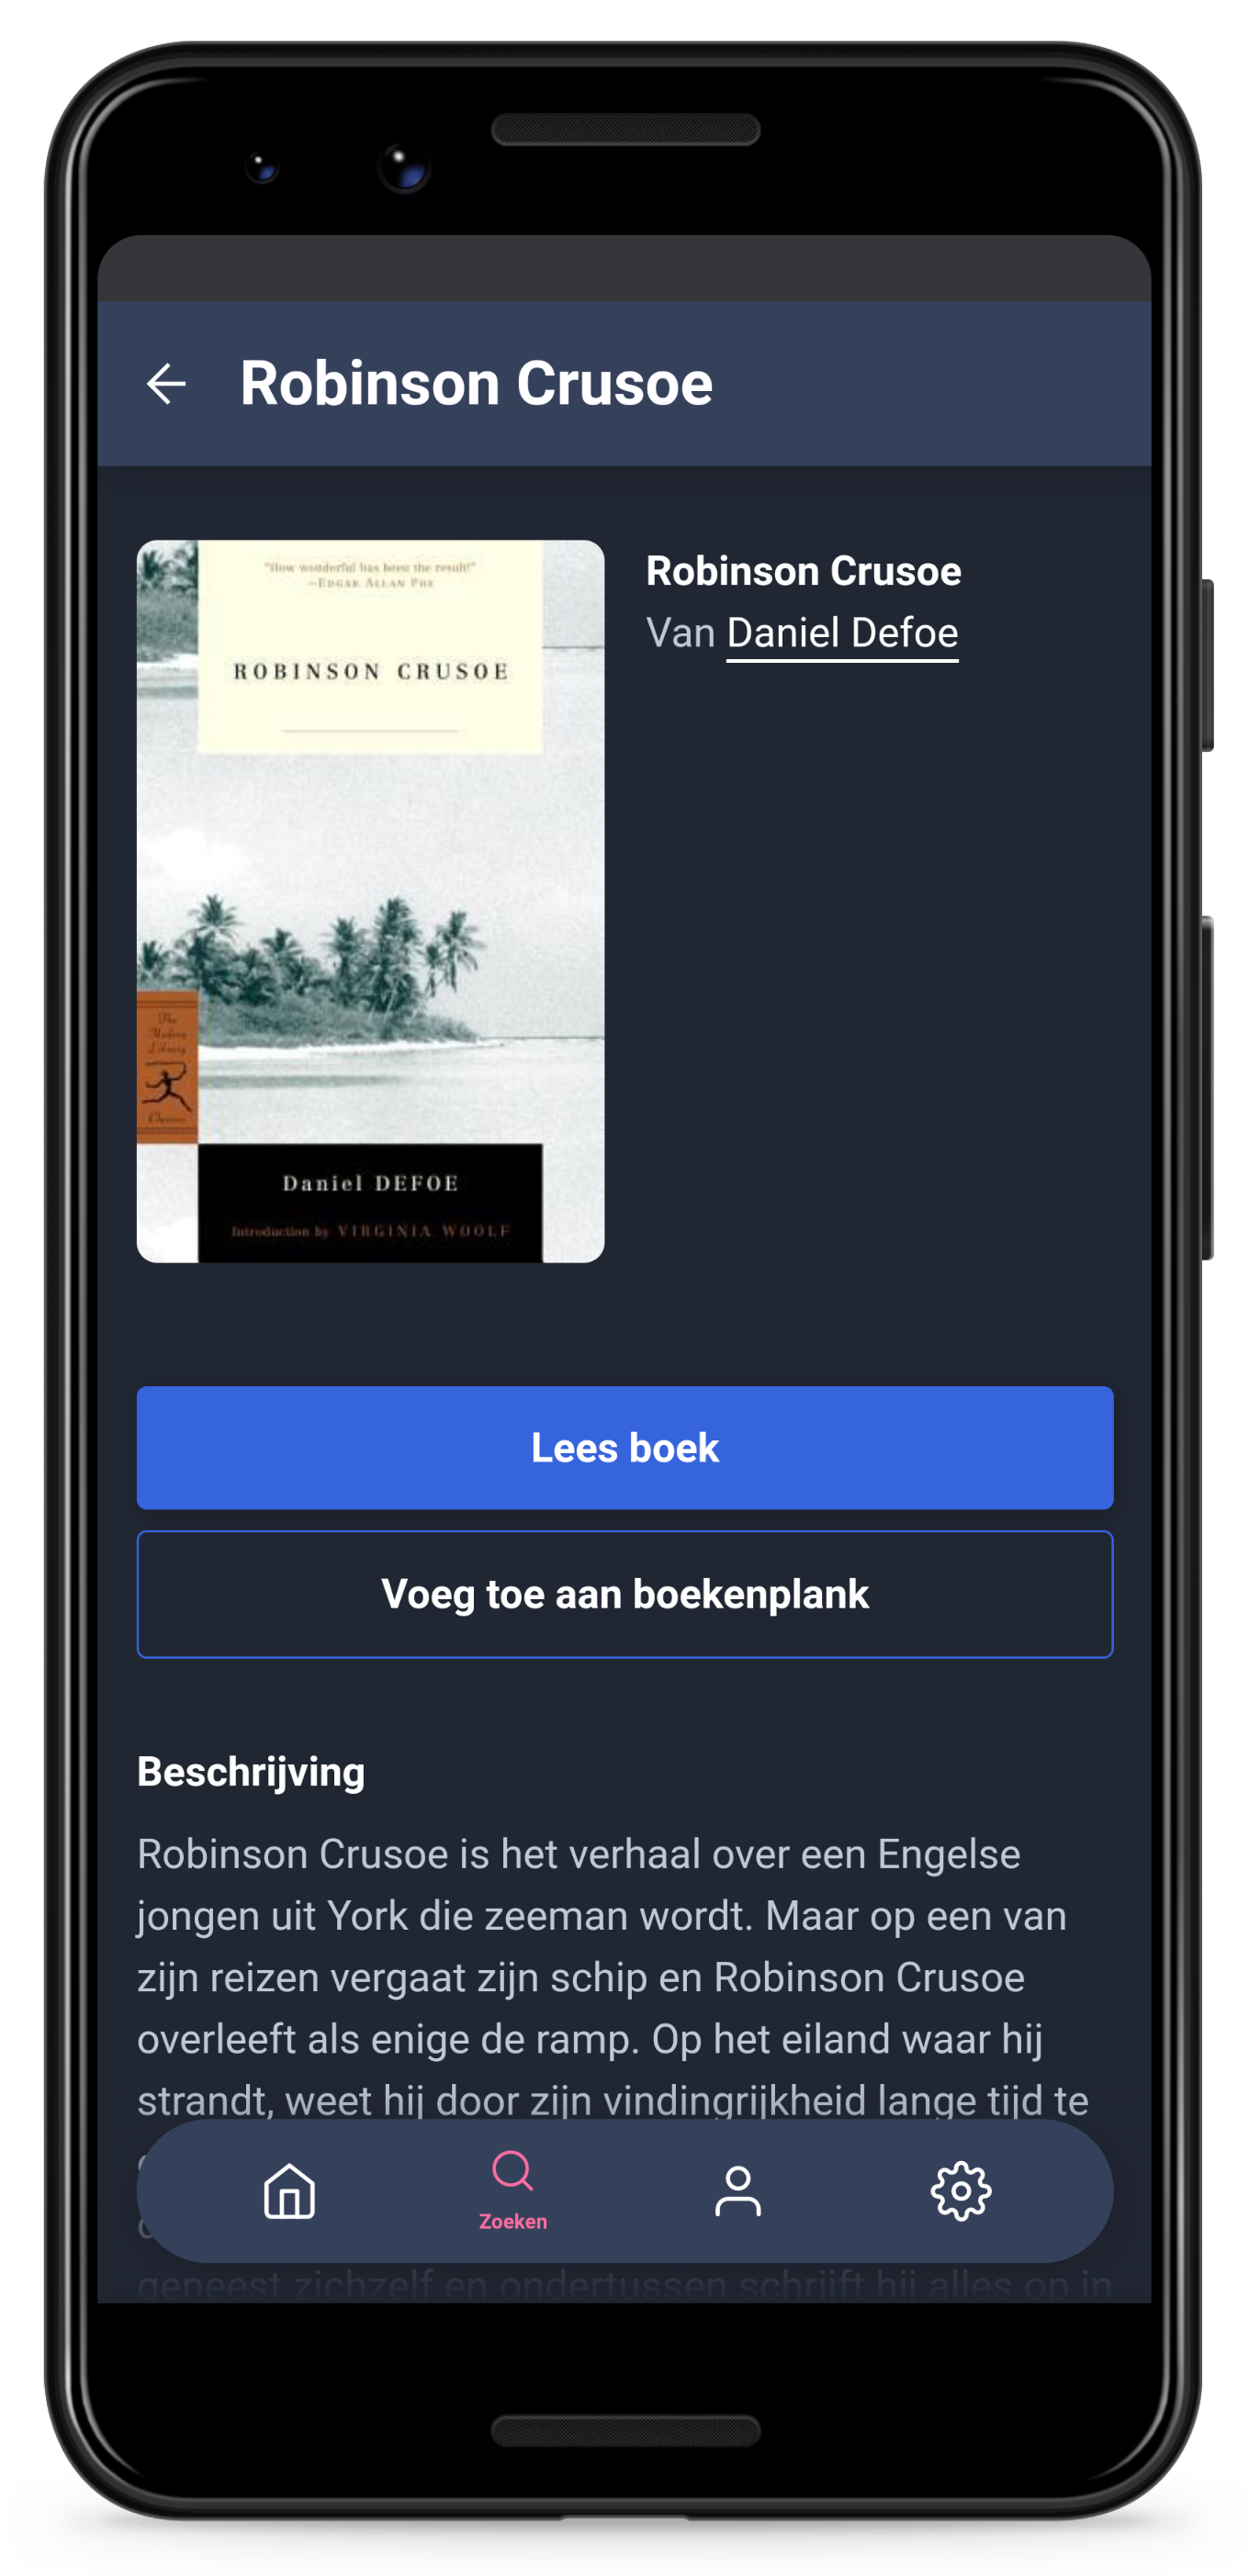 Robinson Crusoe
"How wonderful has been the result!"
—EDGAR ALLAN POE
ROBINSON CRUSOE
The
Modern
Library
Classics
Daniel DEFOE
Introduction by VIRGINIA WOOLF
Robinson Crusoe
Van Daniel Defoe
Lees boek
Voeg toe aan boekenplank
Beschrijving
Robinson Crusoe is het verhaal over een Engelse
jongen uit York die zeeman wordt. Maar op een van
zijn reizen vergaat zijn schip en Robinson Crusoe
overleeft als enige de ramp. Op het eiland waar hij
strandt, weet hij door zijn vindingrijkheid lange tijd te
Zoeken
geneest zichzelf en ondertussen schrijft hij alles op in